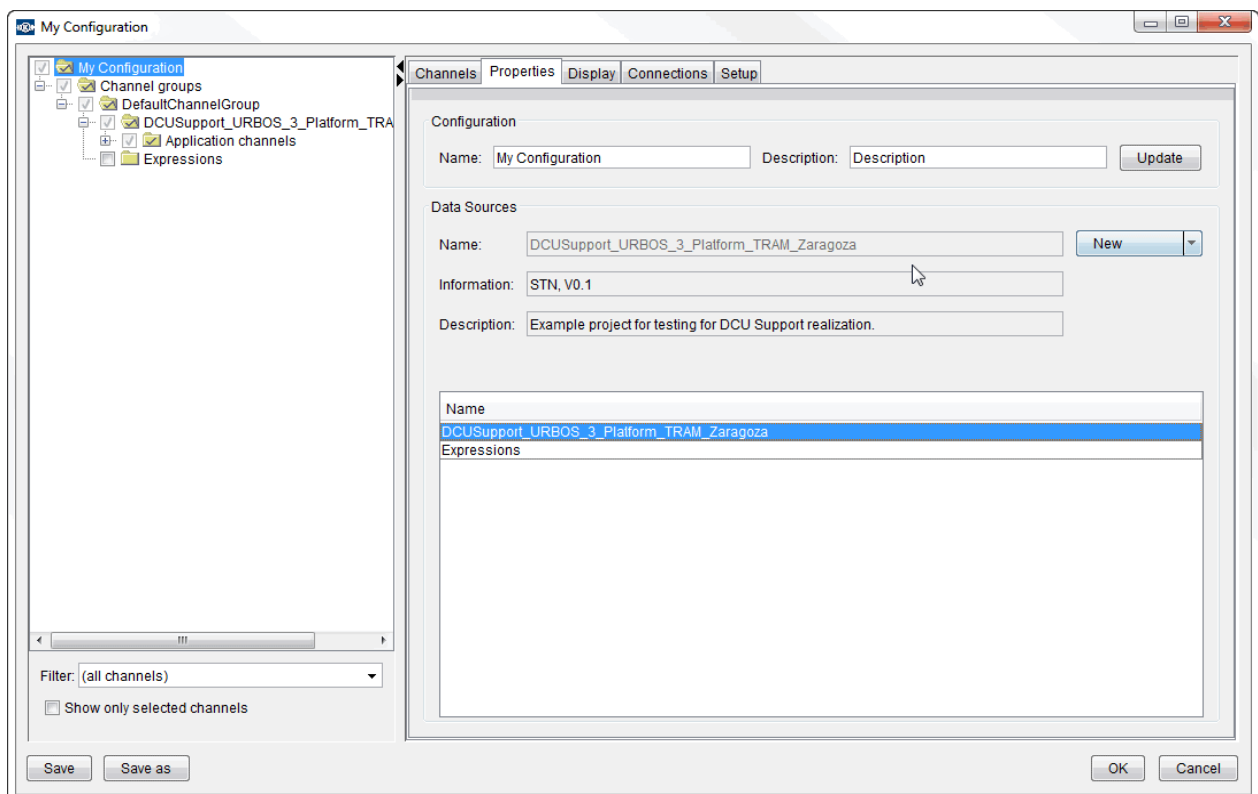 My Configuration
My Configuration
Channel groups
DefaultChannelGroup
DCUSupport_URBOS_3_Platform_TRA
Application channels
Expressions
Filter: (all channels)
Show only selected channels
Channels Properties Display Connections Setup
Configuration
Name: My Configuration Description: Description Update
Data Sources
Name: DCUSupport_URBOS_3_Platform_TRAM_Zaragoza New
Information: STN, V0.1
Description: Example project for testing for DCU Support realization.
Name
DCUSupport_URBOS_3_Platform_TRAM_Zaragoza
Expressions
Save Save as OK Cancel